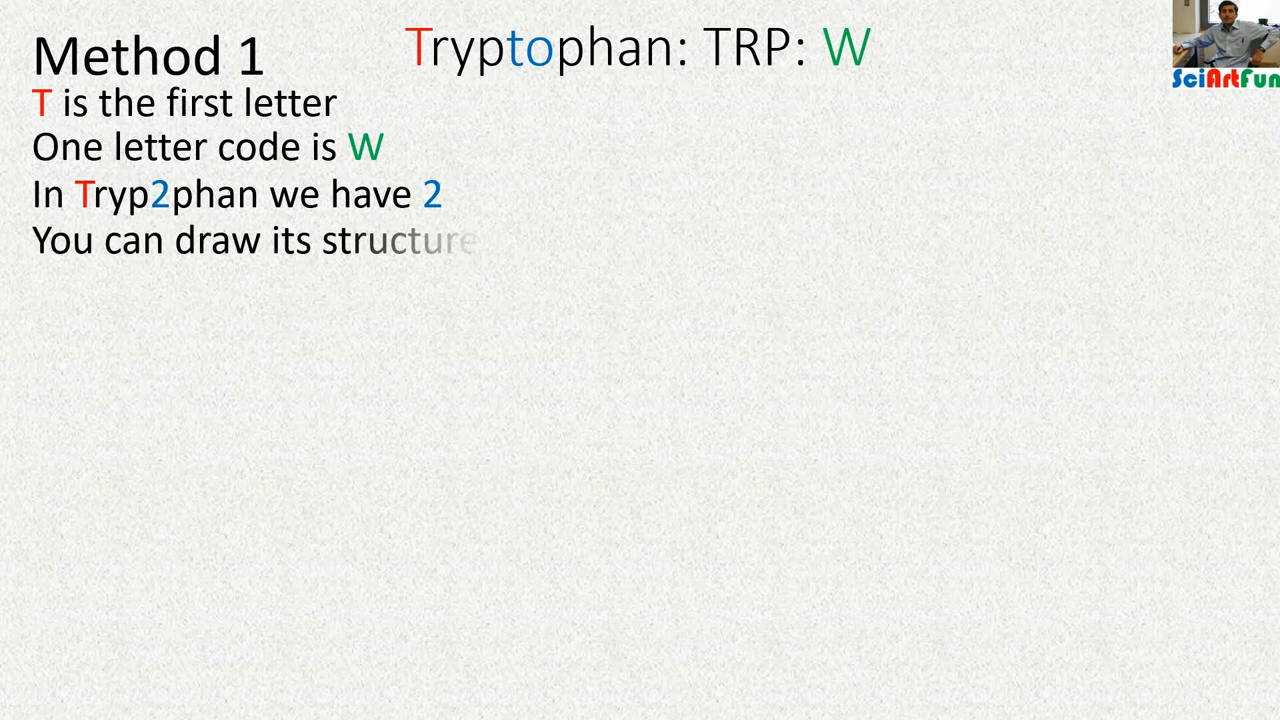 Method 1
Tryptophan: TRP: W
T is the first letter
One letter code is W
In Tryp2phan we have 2
You can draw its structure
SciArtFun